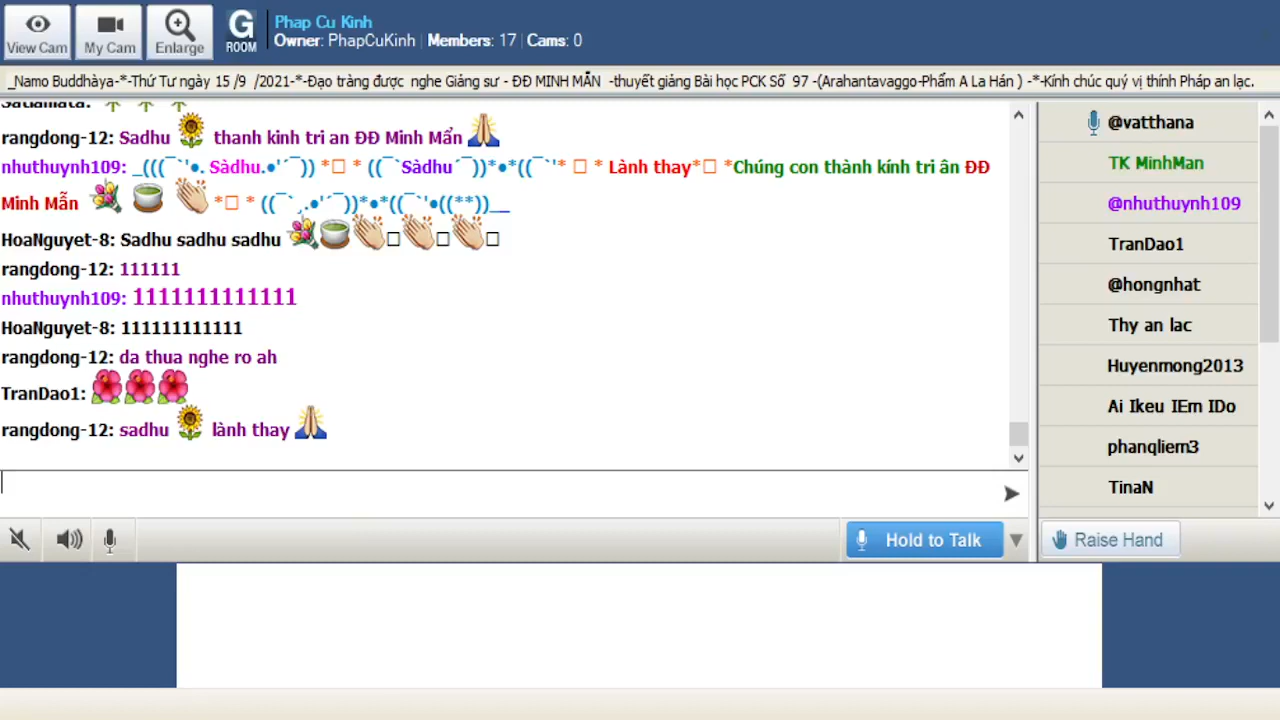 View Cam
My Cam
Enlarge
G
ROOM
Phap Cu Kinh
Owner: PhapCuKinh | Members: 17 | Cams: 0
_Namo Buddhàya-*-Thứ Tư ngày 15 /9 /2021-*-Đạo tràng được nghe Giảng sư - ĐĐ MINH MẪN -thuyết giảng Bài học PCK Số 97 -(Arahantavaggo-Phẩm A La Hán ) -*-Kính chúc quý vị thính Pháp an lạc.
rangdong-12: Sadhu 🌻 thanh kinh tri an ĐĐ Minh Mẩn 🙏
nhuthuynh109: _(((¯`'•. Sàdhu.•'´¯)) *□ * ((¯`Sàdhu´¯))*•*((¯`'* □ * Lành thay*□ *Chúng con thành kính tri ân ĐĐ
Minh Mẫn 💐 🍵 👏 *□ * ((¯`¸.•'´¯))*•*((¯`'•((**))__
HoaNguyet-8: Sadhu sadhu sadhu 💐🍵👏□👏□👏□
rangdong-12: 111111
nhuthuynh109: 1111111111111
HoaNguyet-8: 111111111111
rangdong-12: da thua nghe ro ah
TranDao1: 🌺🌺🌺
rangdong-12: sadhu 🌻 lành thay 🙏
@vatthana
TK MinhMan
@nhuthuynh109
TranDao1
@hongnhat
Thy an lac
Huyenmong2013
Ai Ikeu IEm IDo
phanqliem3
TinaN
Hold to Talk
Raise Hand